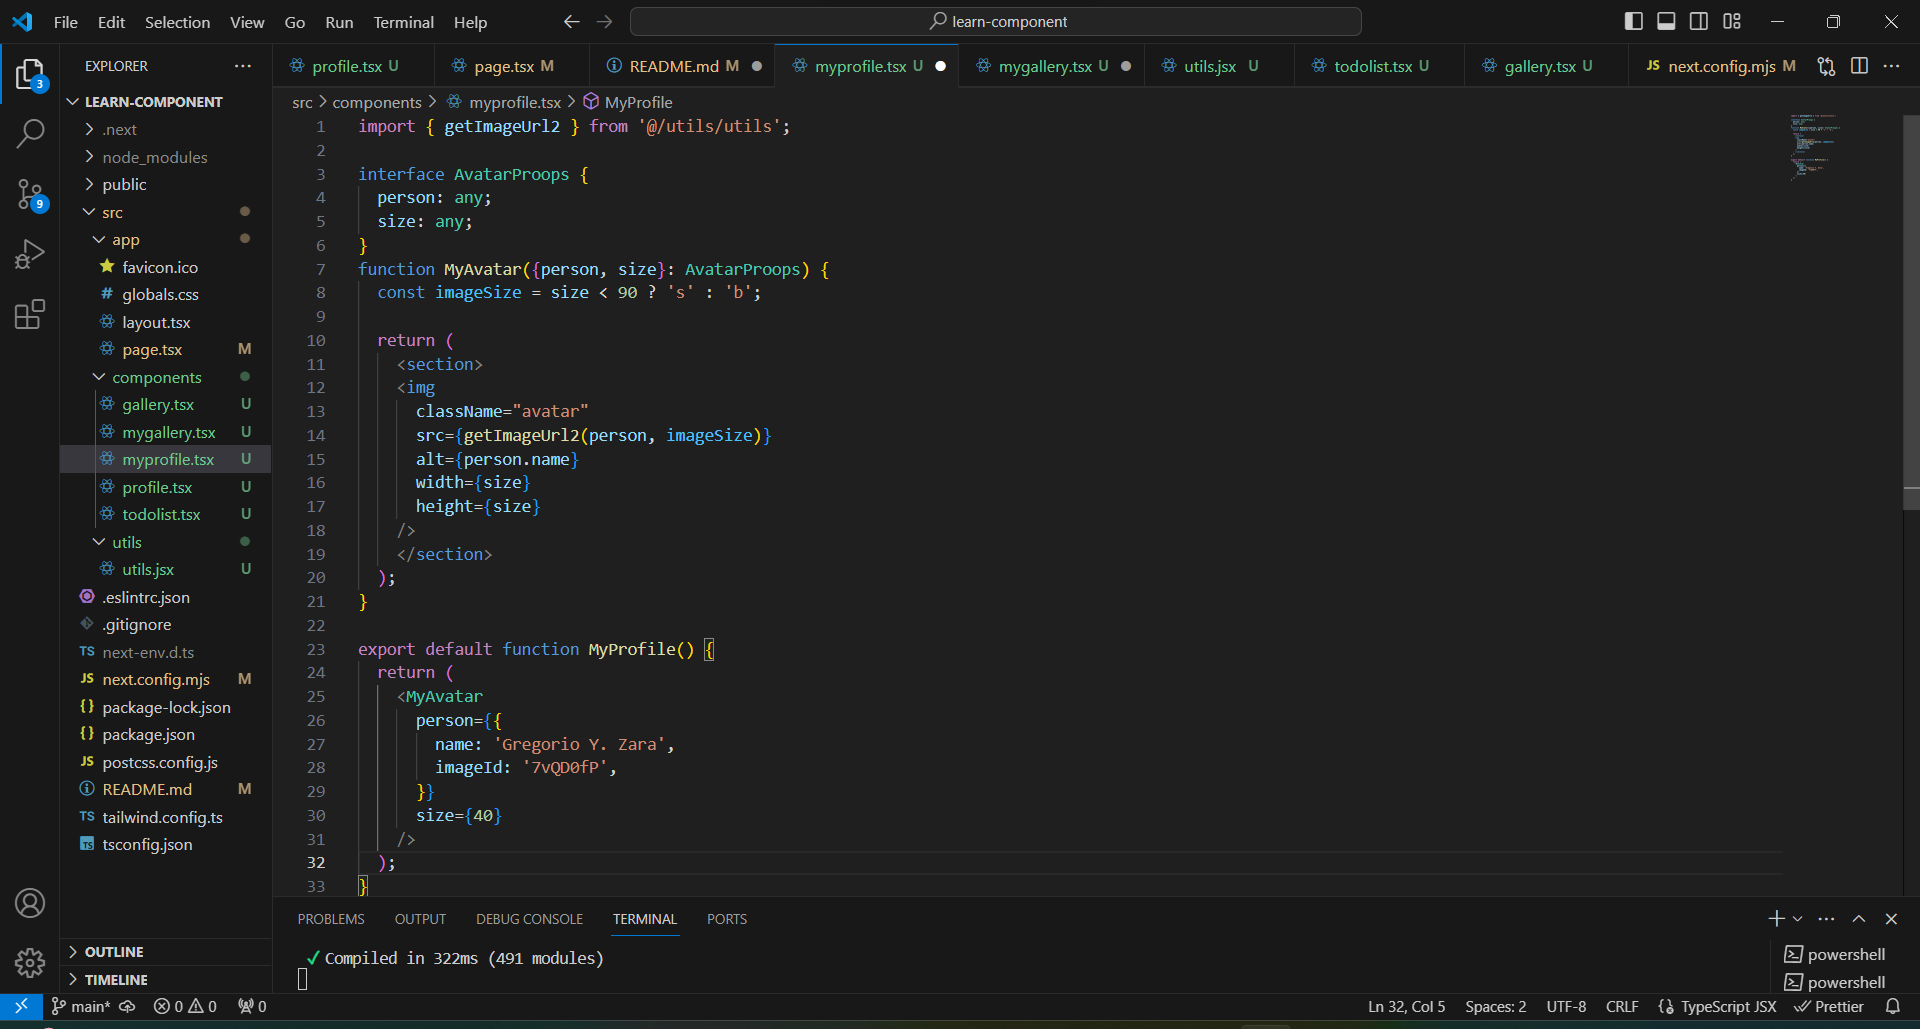 File Edit Selection View Go Run Terminal Help
learn-component
3
9
EXPLORER
LEARN-COMPONENT
.next
node_modules
public
src
app
favicon.ico
# globals.css
layout.tsx
page.tsx M
components
gallery.tsx U
mygallery.tsx U
myprofile.tsx U
profile.tsx U
todolist.tsx U
utils
utils.jsx U
.eslintrc.json
.gitignore
TS next-env.d.ts
JS next.config.mjs M
{} package-lock.json
{} package.json
JS postcss.config.js
README.md M
TS tailwind.config.ts
TS tsconfig.json
OUTLINE
TIMELINE
profile.tsx U page.tsx M README.md M myprofile.tsx U mygallery.tsx U utils.jsx U todolist.tsx U gallery.tsx U JS next.config.mjs M
src > components > myprofile.tsx > MyProfile
1 import { getImageUrl2 } from '@/utils/utils';
2
3 interface AvatarProops {
4 person: any;
5 size: any;
6 }
7 function MyAvatar({person, size}: AvatarProops) {
8 const imageSize = size < 90 ? 's' : 'b';
9
10 return (
11 <section>
12 <img
13 className="avatar"
14 src={getImageUrl2(person, imageSize)}
15 alt={person.name}
16 width={size}
17 height={size}
18 />
19 </section>
20 );
21 }
22
23 export default function MyProfile() {
24 return (
25 <MyAvatar
26 person={{
27 name: 'Gregorio Y. Zara',
28 imageId: '7vQD0fP',
29 }}
30 size={40}
31 />
32 );
33 }
PROBLEMS OUTPUT DEBUG CONSOLE TERMINAL PORTS
✓ Compiled in 322ms (491 modules)
powershell
powershell
main* 0 0 0 Ln 32, Col 5 Spaces: 2 UTF-8 CRLF {} TypeScript JSX Prettier